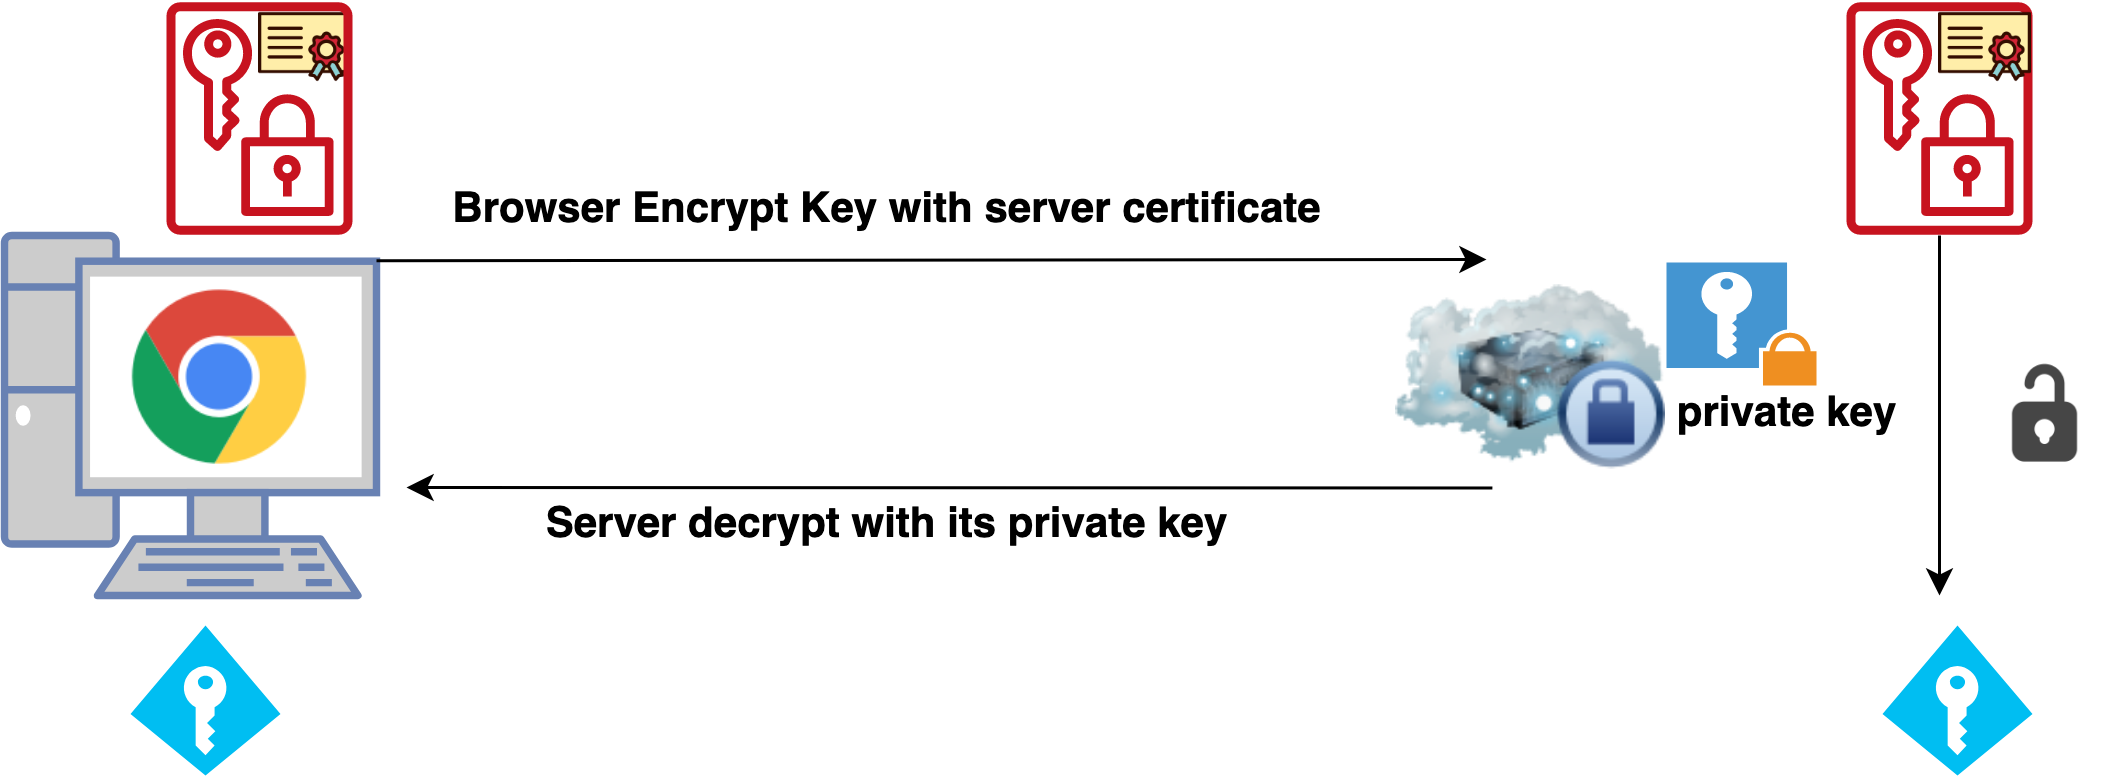 Browser Encrypt Key with server certificate
private key
Server decrypt with its private key